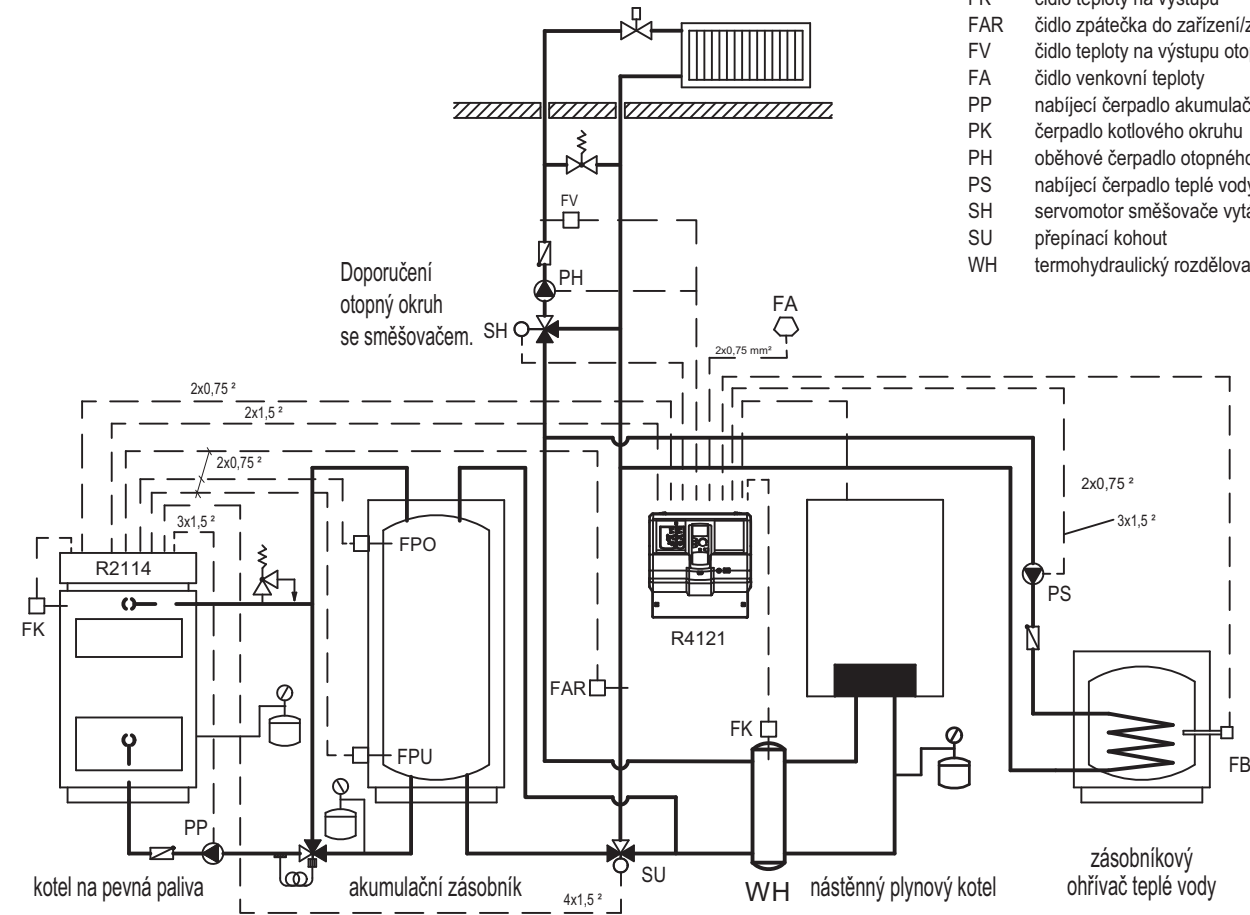 čidlo teploty na výstupu
FAR čidlo zpátečka do zařízení/z
FV čidlo teploty na výstupu otop
FA čidlo venkovní teploty
PP nabíjecí čerpadlo akumulač
PK čerpadlo kotlového okruhu
PH oběhové čerpadlo otopného
PS nabíjecí čerpadlo teplé vody
SH servomotor směšovače vyta
SU přepínací kohout
WH termohydraulický rozdělova
FV
Doporučení
otopný okruh
se směšovačem.
PH
SH
FA
2x0,75 mm²
2x0,75 ²
2x1,5 ²
2x0,75 ²
3x1,5 ²
2x0,75 ²
3x1,5 ²
R2114
FPO
FK
R4121
PS
FAR
FK
FPU
FB
PP
SU
WH
kotel na pevná paliva
akumulační zásobník
4x1,5 ²
nástěnný plynový kotel
zásobníkový
ohřívač teplé vody